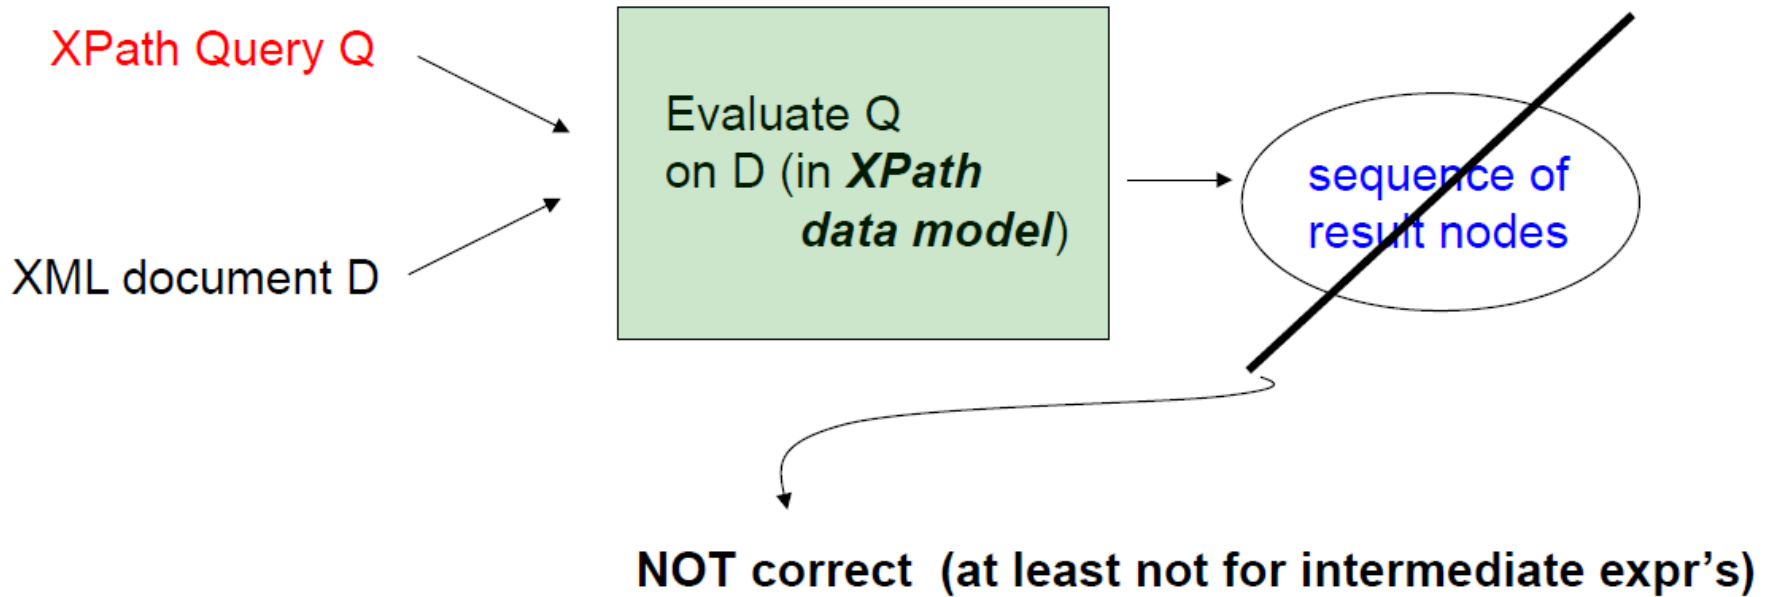 XPath Query Q
XML document D
Evaluate Q
on D (in XPath
data model)
sequence of
result nodes
NOT correct (at least not for intermediate expr's)